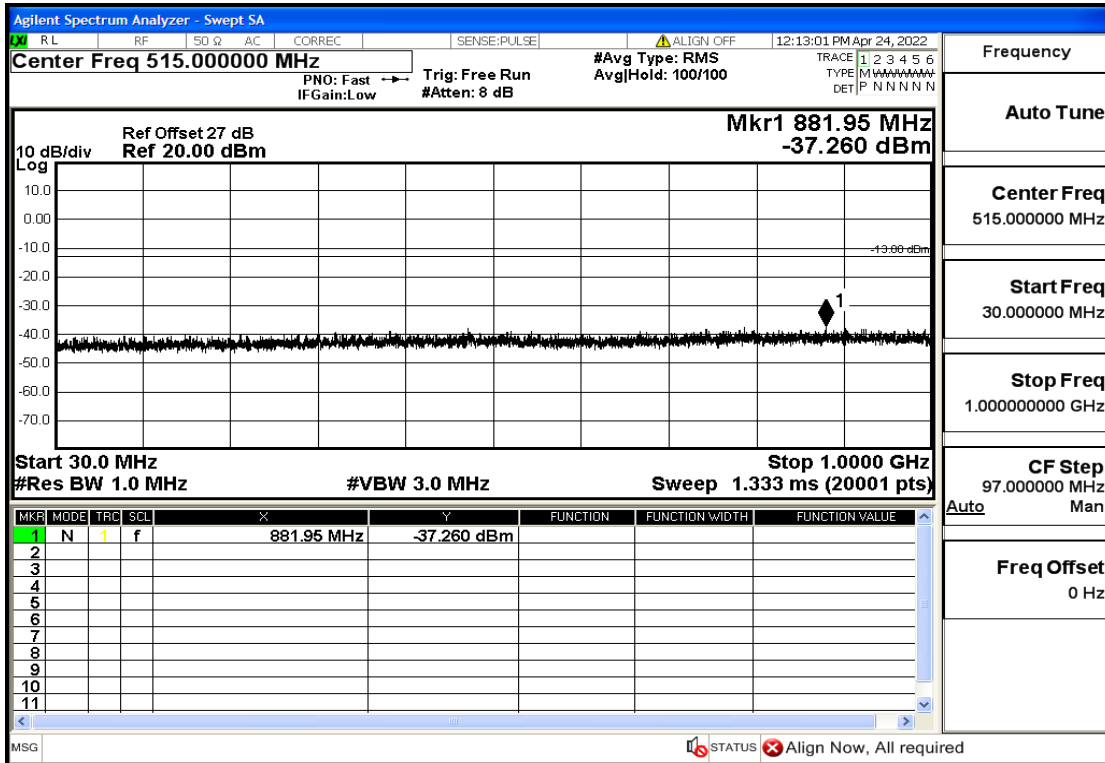 Agilent Spectrum Analyzer - Swept SA
LXI RL RF 50 Ω AC CORREC SENSE:PULSE ALIGN OFF 12:13:01 PM Apr 24, 2022
Center Freq 515.000000 MHz
PNO: Fast
IFGain:Low
Trig: Free Run
#Atten: 8 dB
#Avg Type: RMS
Avg|Hold: 100/100
TRACE 1 2 3 4 5 6
TYPE M WWWWW
DET P N N N N N
Ref Offset 27 dB
10 dB/div Ref 20.00 dBm
Log
Mkr1 881.95 MHz
-37.260 dBm
10.0
0.00
-10.0
-13.00 dBm
-20.0
-30.0
1
-40.0
-50.0
-60.0
-70.0
Start 30.0 MHz Stop 1.0000 GHz
#Res BW 1.0 MHz #VBW 3.0 MHz Sweep 1.333 ms (20001 pts)
MKR MODE TRC SCL X Y FUNCTION FUNCTION WIDTH FUNCTION VALUE
1 N 1 f 881.95 MHz -37.260 dBm
2
3
4
5
6
7
8
9
10
11
MSG STATUS Align Now, All required
Frequency
Auto Tune
Center Freq
515.000000 MHz
Start Freq
30.000000 MHz
Stop Freq
1.000000000 GHz
CF Step
97.000000 MHz
Auto Man
Freq Offset
0 Hz